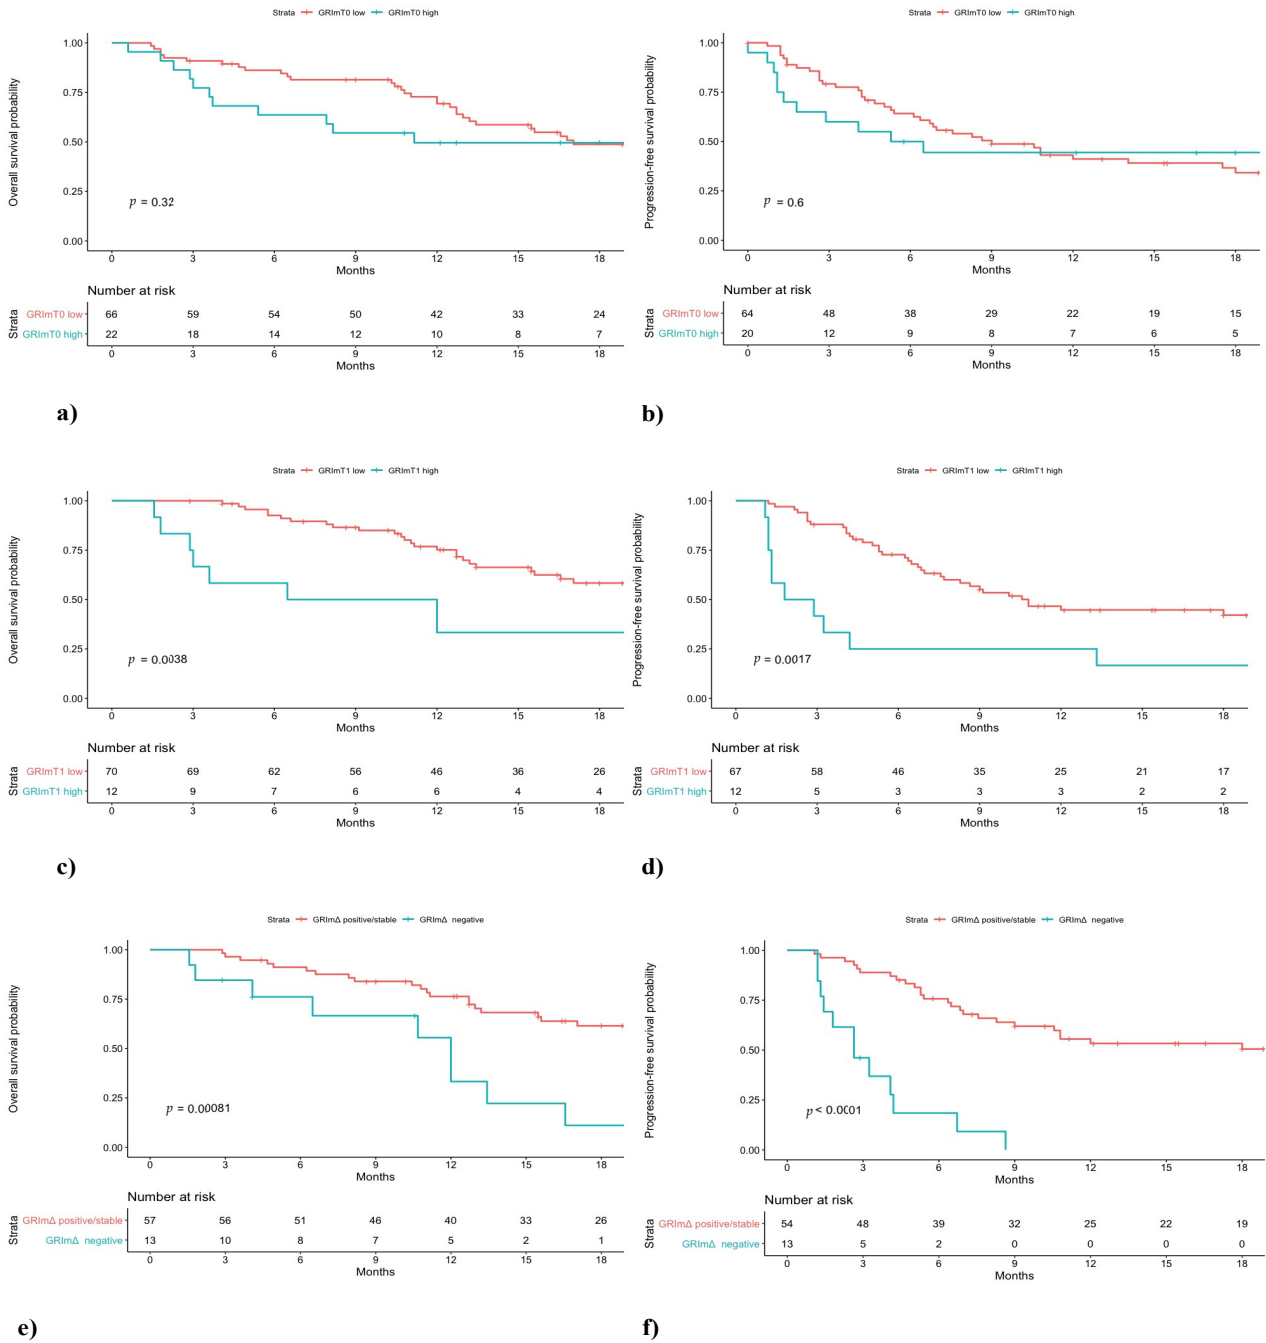 Strata GRImT0 low GRImT0 high
Overall survival probability
1.00
0.75
0.50
0.25
0.00
p = 0.32
0 3 6 9 12 15 18
Months
Number at risk
Strata
GRImT0 low 66 59 54 50 42 33 24
GRImT0 high 22 18 14 12 10 8 7
0 3 6 9 12 15 18
Months
a)
Strata GRImT0 low GRImT0 high
Progression-free survival probability
1.00
0.75
0.50
0.25
0.00
p = 0.6
0 3 6 9 12 15 18
Months
Number at risk
Strata
GRImT0 low 64 48 38 29 22 19 15
GRImT0 high 20 12 9 8 7 6 5
0 3 6 9 12 15 18
Months
b)
Strata GRImT1 low GRImT1 high
Overall survival probability
1.00
0.75
0.50
0.25
0.00
p = 0.0038
0 3 6 9 12 15 18
Months
Number at risk
Strata
GRImT1 low 70 69 62 56 46 36 26
GRImT1 high 12 9 7 6 6 4 4
0 3 6 9 12 15 18
Months
c)
Strata GRImT1 low GRImT1 high
Progression-free survival probability
1.00
0.75
0.50
0.25
0.00
p = 0.0017
0 3 6 9 12 15 18
Months
Number at risk
Strata
GRImT1 low 67 58 46 35 25 21 17
GRImT1 high 12 5 3 3 3 2 2
0 3 6 9 12 15 18
Months
d)
Strata GRImΔ positive/stable GRImΔ negative
Overall survival probability
1.00
0.75
0.50
0.25
0.00
p = 0.00081
0 3 6 9 12 15 18
Months
Number at risk
Strata
GRImΔ positive/stable 57 56 51 46 40 33 26
GRImΔ negative 13 10 8 7 5 2 1
0 3 6 9 12 15 18
Months
e)
Strata GRImΔ positive/stable GRImΔ negative
Progression-free survival probability
1.00
0.75
0.50
0.25
0.00
p < 0.0001
0 3 6 9 12 15 18
Months
Number at risk
Strata
GRImΔ positive/stable 54 48 39 32 25 22 19
GRImΔ negative 13 5 2 0 0 0 0
0 3 6 9 12 15 18
Months
f)